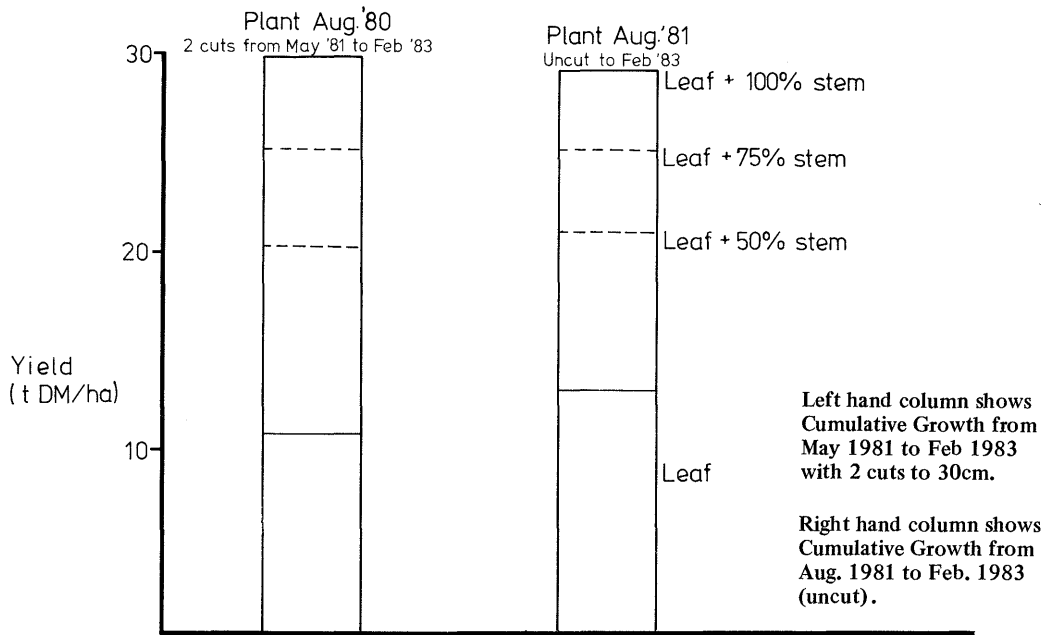 Plant Aug.'80
2 cuts from May '81 to Feb '83
Plant Aug.'81
Uncut to Feb '83
30
Leaf + 100% stem
Leaf + 75% stem
20
Leaf + 50% stem
Yield
(t DM/ha)
10
Leaf
Left hand column shows
Cumulative Growth from
May 1981 to Feb 1983
with 2 cuts to 30cm.
Right hand column shows
Cumulative Growth from
Aug. 1981 to Feb. 1983
(uncut).